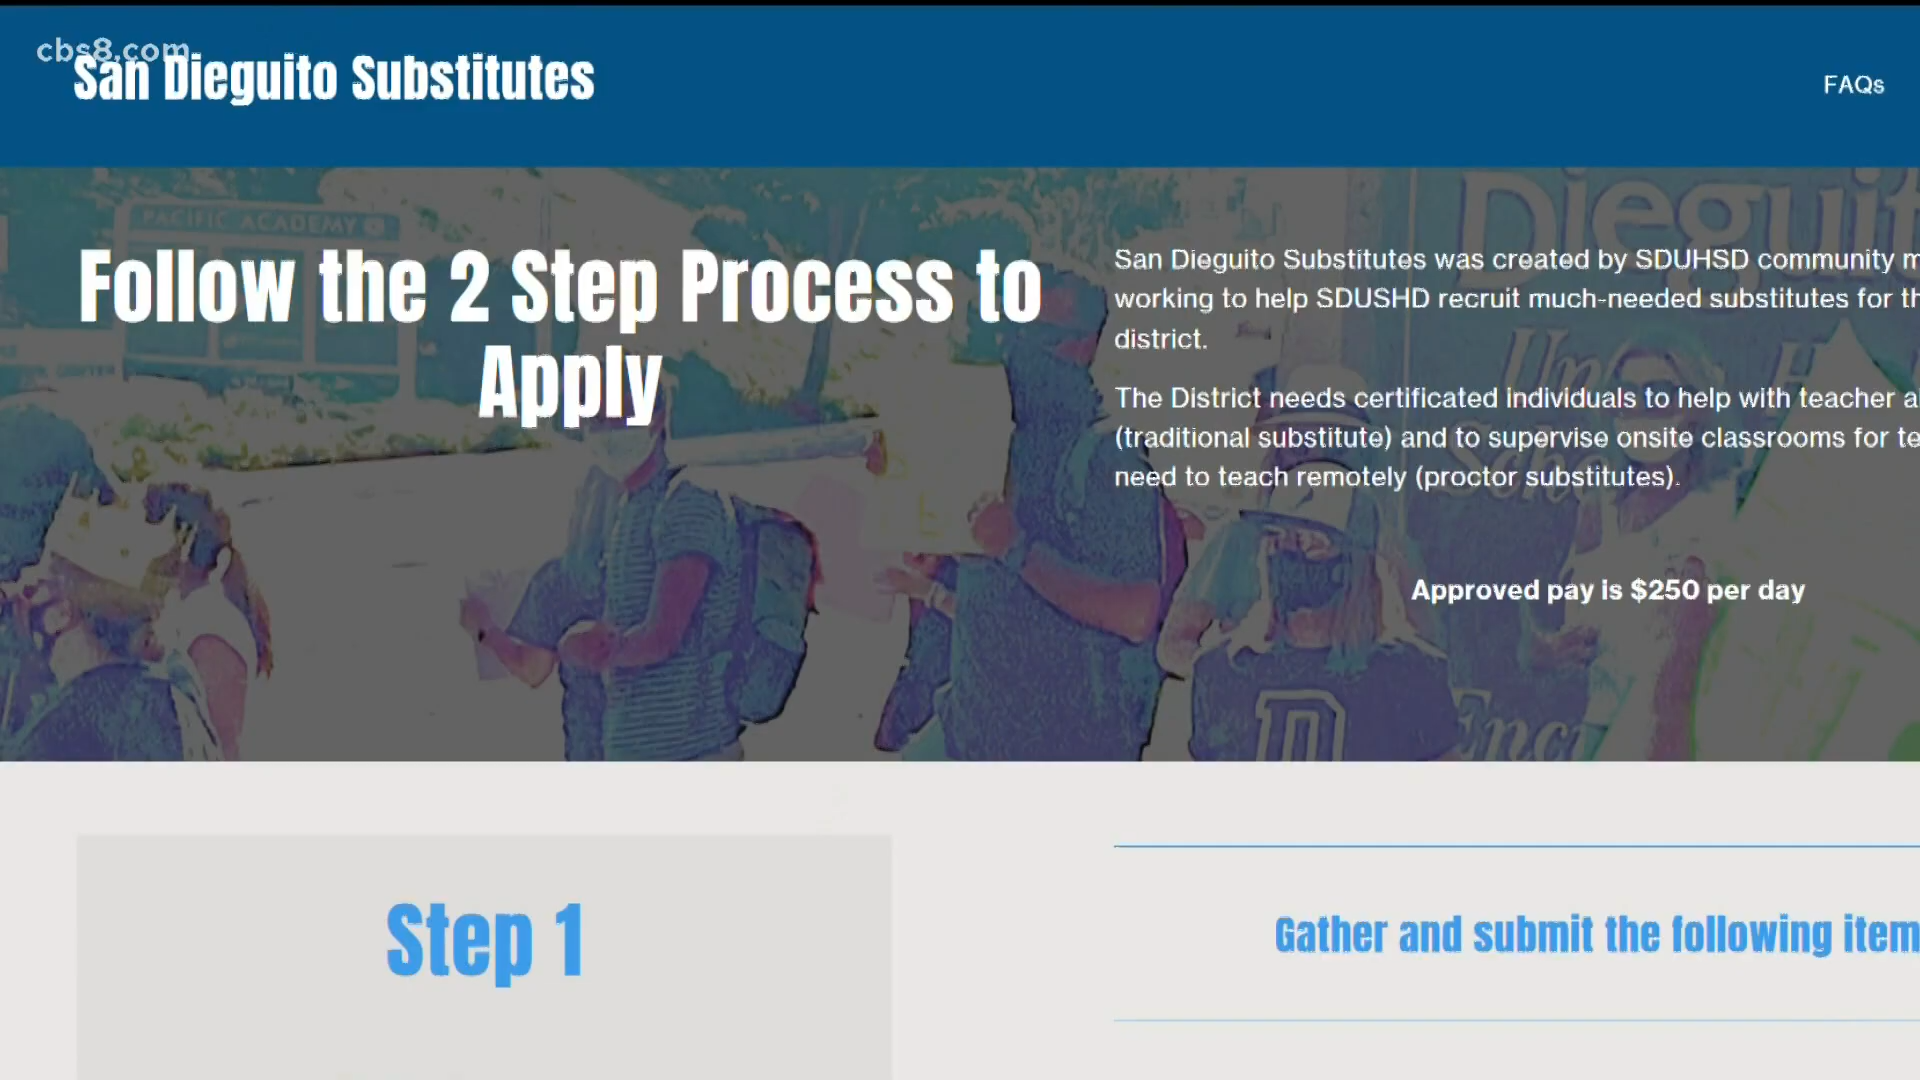 cbs8.com
San Dieguito Substitutes
FAQs
PACIFIC ACADEMY
Dieguit
Follow the 2 Step Process to
Apply
San Dieguito Substitutes was created by SDUHSD community m
working to help SDUSHD recruit much-needed substitutes for th
district.
The District needs certificated individuals to help with teacher a
(traditional substitute) and to supervise onsite classrooms for te
need to teach remotely (proctor substitutes).
Approved pay is $250 per day
D
Enci
Step 1
Gather and submit the following item